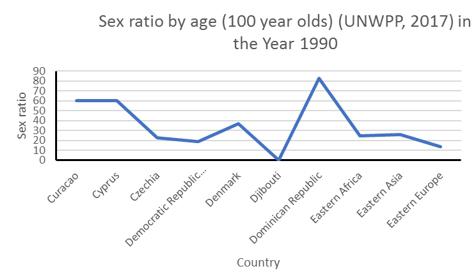 Sex ratio by age (100 year olds) (UNWPP, 2017) in
the Year 1990
Sex ratio
90
80
70
60
50
40
30
20
10
0
Curacao
Cyprus
Czechia
Democratic Republic...
Denmark
Djibouti
Dominican Republic
Eastern Africa
Eastern Asia
Eastern Europe
Country